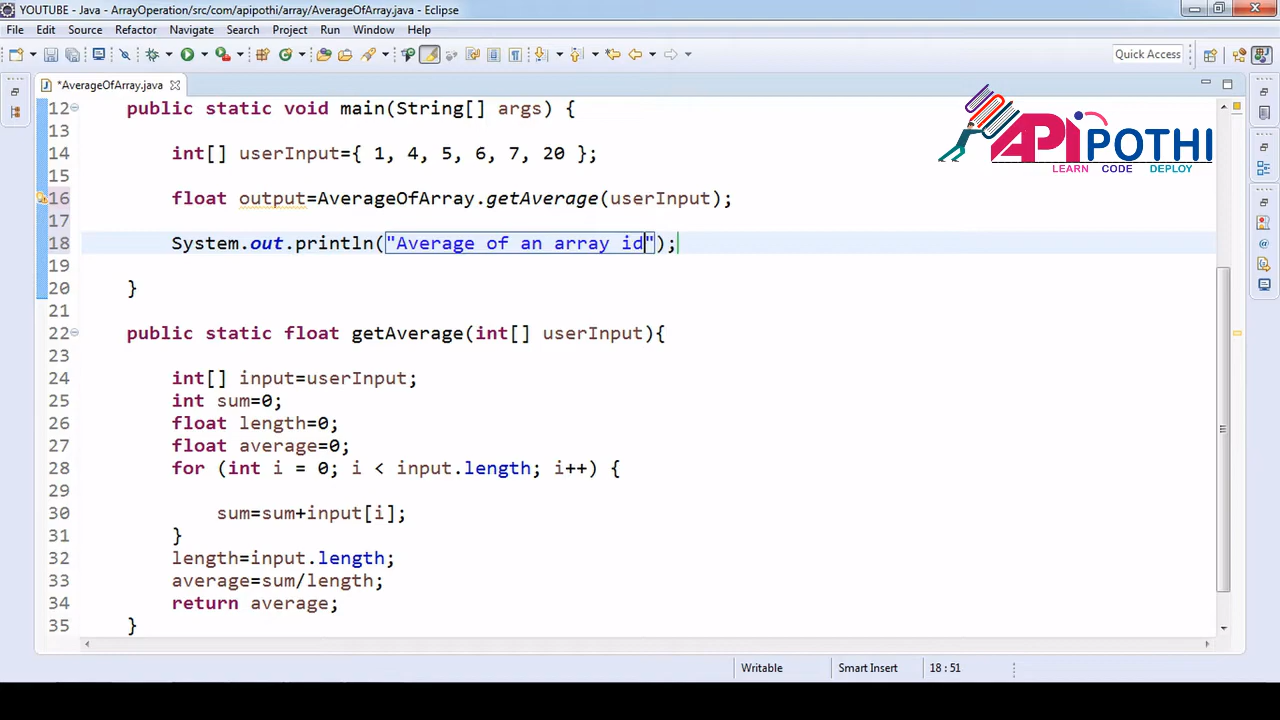 YOUTUBE - Java - ArrayOperation/src/com/apipothi/array/AverageOfArray.java - Eclipse
File Edit Source Refactor Navigate Search Project Run Window Help
Quick Access
*AverageOfArray.java
APIPOTHI
LEARN CODE DEPLOY
12 public static void main(String[] args) {
13
14 int[] userInput={ 1, 4, 5, 6, 7, 20 };
15
16 float output=AverageOfArray.getAverage(userInput);
17
18 System.out.println("Average of an array id");
19
20 }
21
22 public static float getAverage(int[] userInput){
23
24 int[] input=userInput;
25 int sum=0;
26 float length=0;
27 float average=0;
28 for (int i = 0; i < input.length; i++) {
29
30 sum=sum+input[i];
31 }
32 length=input.length;
33 average=sum/length;
34 return average;
35 }
Writable Smart Insert 18 : 51